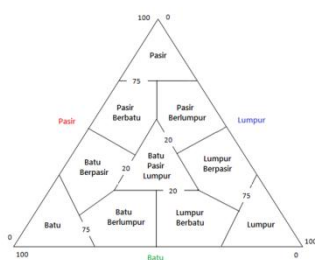 100 0
Pasir
75
Pasir
Berbatu
Pasir
Berlumpur
Pasir
Lumpur
20
Batu
Berpasir
20
Batu
Pasir
Lumpur
Lumpur
Berpasir
20
75
Batu
75
Batu
Berlumpur
Lumpur
Berbatu
Lumpur
0
100
100
0
Batu